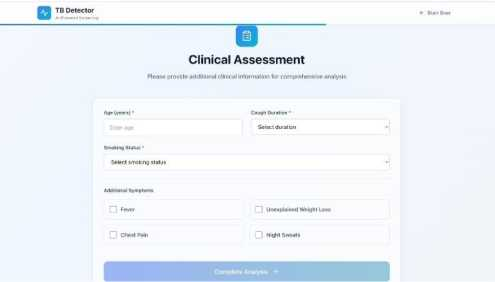 TB Detector
AI-Powered Screening
Start Over
Clinical Assessment
Please provide additional clinical information for comprehensive analysis
Age (years) *
Cough Duration *
Enter age
Select duration
Smoking Status *
Select smoking status
Additional Symptoms
Fever
Unexplained Weight Loss
Chest Pain
Night Sweats
Complete Analysis →